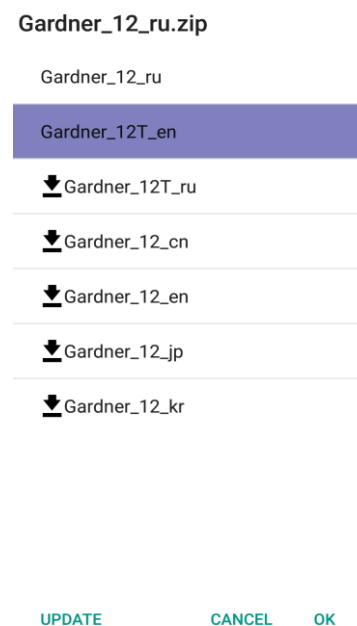 Gardner_12_ru.zip
Gardner_12_ru
Gardner_12T_en
Gardner_12T_ru
Gardner_12_cn
Gardner_12_en
Gardner_12_jp
Gardner_12_kr
UPDATE CANCEL OK